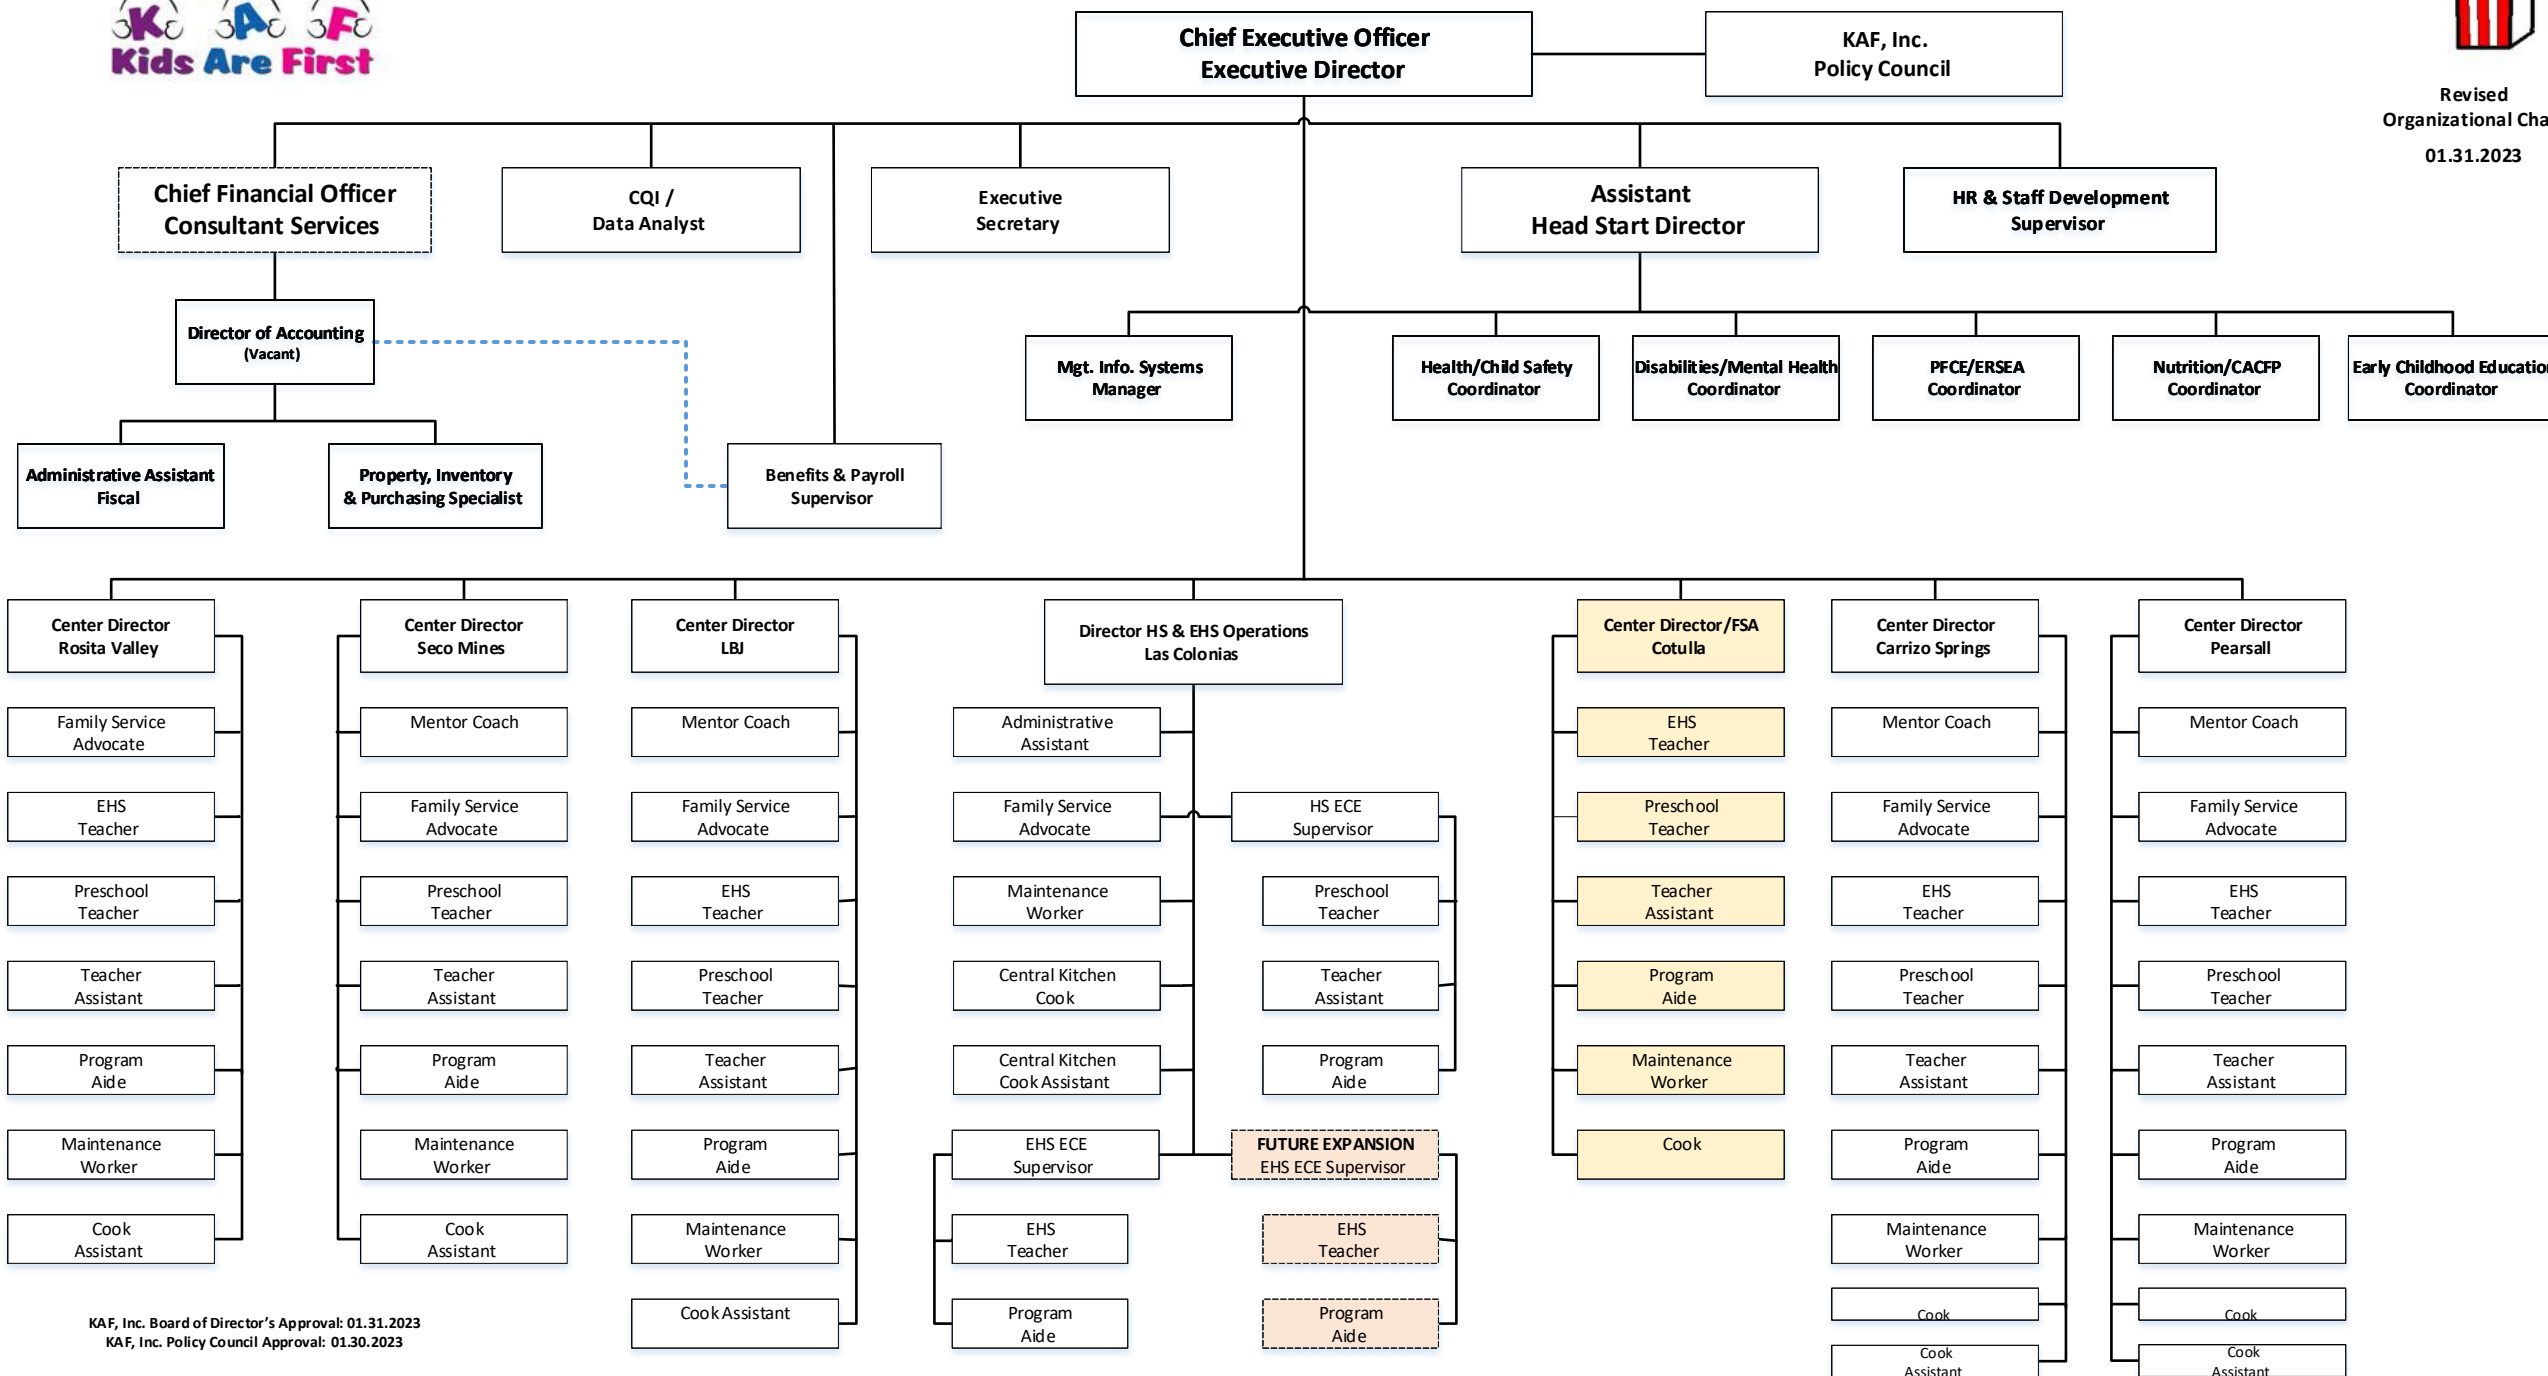 K A F
Kids Are First
Chief Executive Officer
Executive Director
KAF, Inc.
Policy Council
Revised
Organizational Cha
01.31.2023
Chief Financial Officer
Consultant Services
CQI /
Data Analyst
Executive
Secretary
Assistant
Head Start Director
HR & Staff Development
Supervisor
Director of Accounting
(Vacant)
Mgt. Info. Systems
Manager
Health/Child Safety
Coordinator
Disabilities/Mental Health
Coordinator
PFCE/ERSEA
Coordinator
Nutrition/CACFP
Coordinator
Early Childhood Education
Coordinator
Administrative Assistant
Fiscal
Property, Inventory
& Purchasing Specialist
Benefits & Payroll
Supervisor
Center Director
Rosita Valley
Family Service
Advocate
EHS
Teacher
Preschool
Teacher
Teacher
Assistant
Program
Aide
Maintenance
Worker
Cook
Assistant
Center Director
Seco Mines
Mentor Coach
Family Service
Advocate
Preschool
Teacher
Teacher
Assistant
Program
Aide
Maintenance
Worker
Cook
Assistant
Center Director
LBJ
Mentor Coach
Family Service
Advocate
EHS
Teacher
Preschool
Teacher
Teacher
Assistant
Program
Aide
Maintenance
Worker
Cook Assistant
Director HS & EHS Operations
Las Colonias
Administrative
Assistant
Family Service
Advocate
Maintenance
Worker
Central Kitchen
Cook
Central Kitchen
Cook Assistant
EHS ECE
Supervisor
EHS
Teacher
Program
Aide
HS ECE
Supervisor
Preschool
Teacher
Teacher
Assistant
Program
Aide
FUTURE EXPANSION
EHS ECE Supervisor
EHS
Teacher
Program
Aide
Center Director/FSA
Cotulla
EHS
Teacher
Preschool
Teacher
Teacher
Assistant
Program
Aide
Maintenance
Worker
Cook
Center Director
Carrizo Springs
Mentor Coach
Family Service
Advocate
EHS
Teacher
Preschool
Teacher
Teacher
Assistant
Program
Aide
Maintenance
Worker
Cook
Cook
Assistant
Center Director
Pearsall
Mentor Coach
Family Service
Advocate
EHS
Teacher
Preschool
Teacher
Teacher
Assistant
Program
Aide
Maintenance
Worker
Cook
Cook
Assistant
KAF, Inc. Board of Director’s Approval: 01.31.2023
KAF, Inc. Policy Council Approval: 01.30.2023